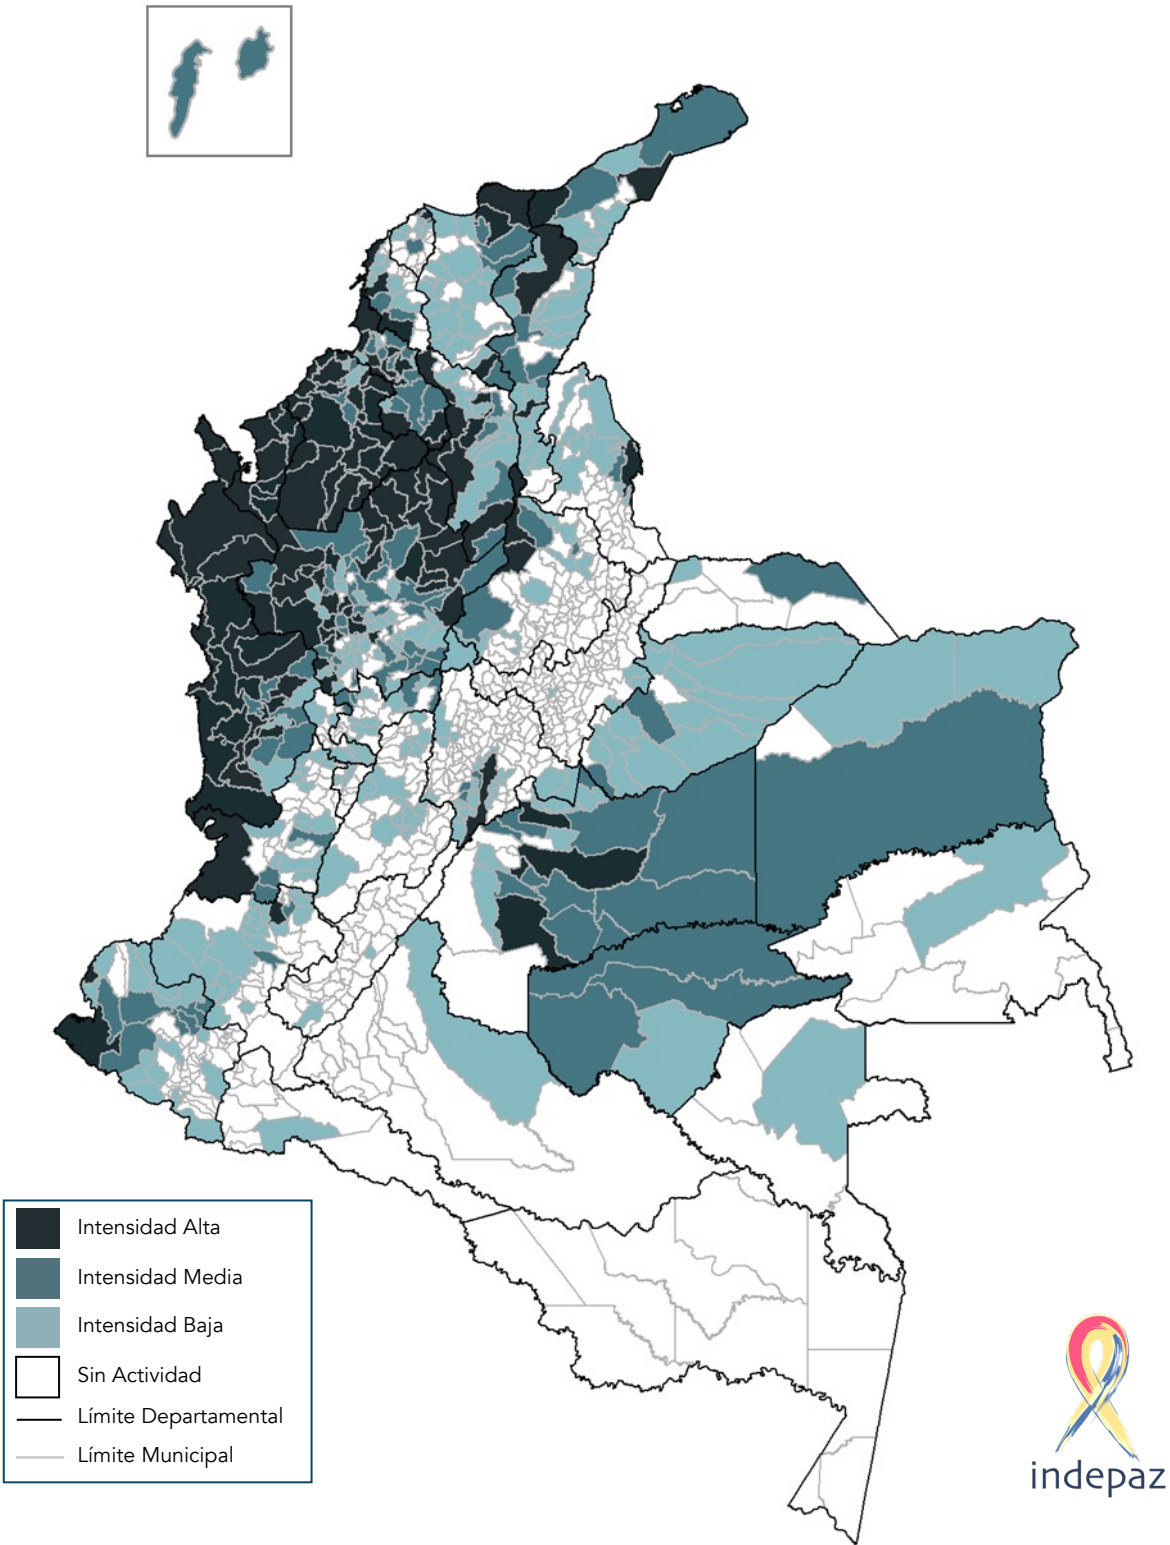 Intensidad Alta
Intensidad Media
Intensidad Baja
Sin Actividad
Límite Departamental
Límite Municipal
indepaz